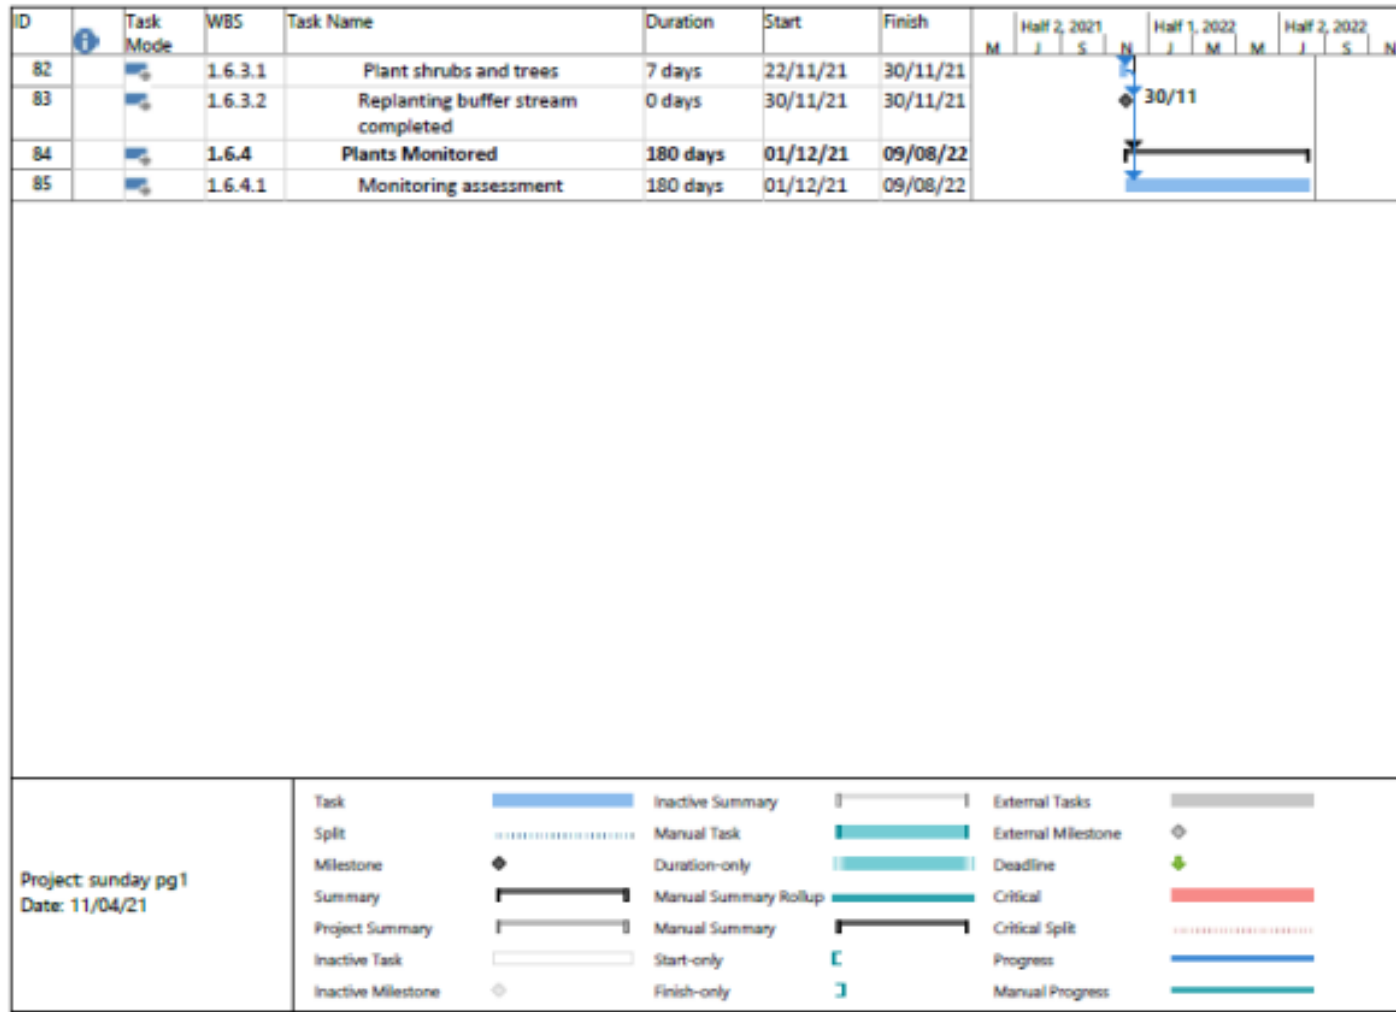 ID Task Mode WBS Task Name Duration Start Finish
Half 2, 2021 Half 1, 2022 Half 2, 2022
M J S N J M M J S N
82 1.6.3.1 Plant shrubs and trees 7 days 22/11/21 30/11/21
83 1.6.3.2 Replanting buffer stream 0 days 30/11/21 30/11/21 30/11
completed
84 1.6.4 Plants Monitored 180 days 01/12/21 09/08/22
85 1.6.4.1 Monitoring assessment 180 days 01/12/21 09/08/22
Project: sunday pg1
Date: 11/04/21
Task Inactive Summary External Tasks
Split Manual Task External Milestone
Milestone Duration-only Deadline
Summary Manual Summary Rollup Critical
Project Summary Manual Summary Critical Split
Inactive Task Start-only Progress
Inactive Milestone Finish-only Manual Progress